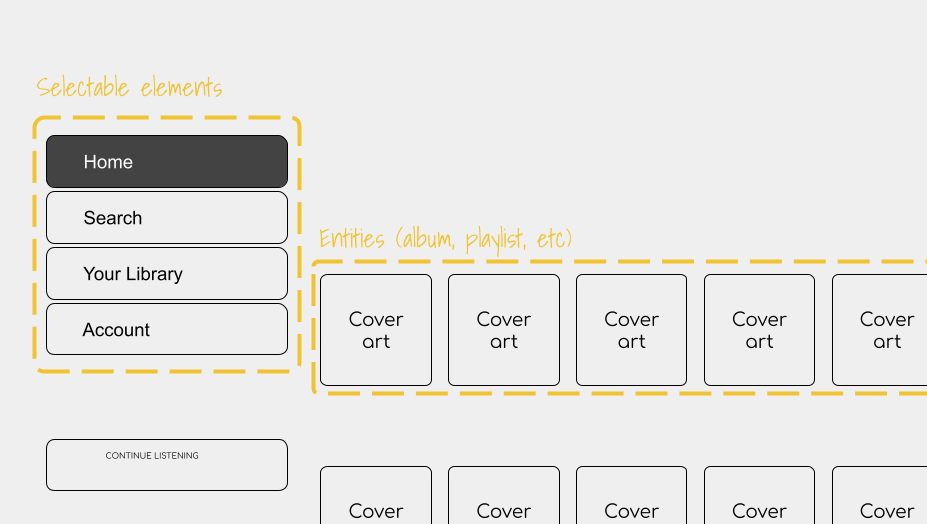 Selectable elements
Home
Search
Your Library
Account
CONTINUE LISTENING
Entities (album, playlist, etc)
Cover art
Cover art
Cover art
Cover art
Cover art
Cover
Cover
Cover
Cover
Cover